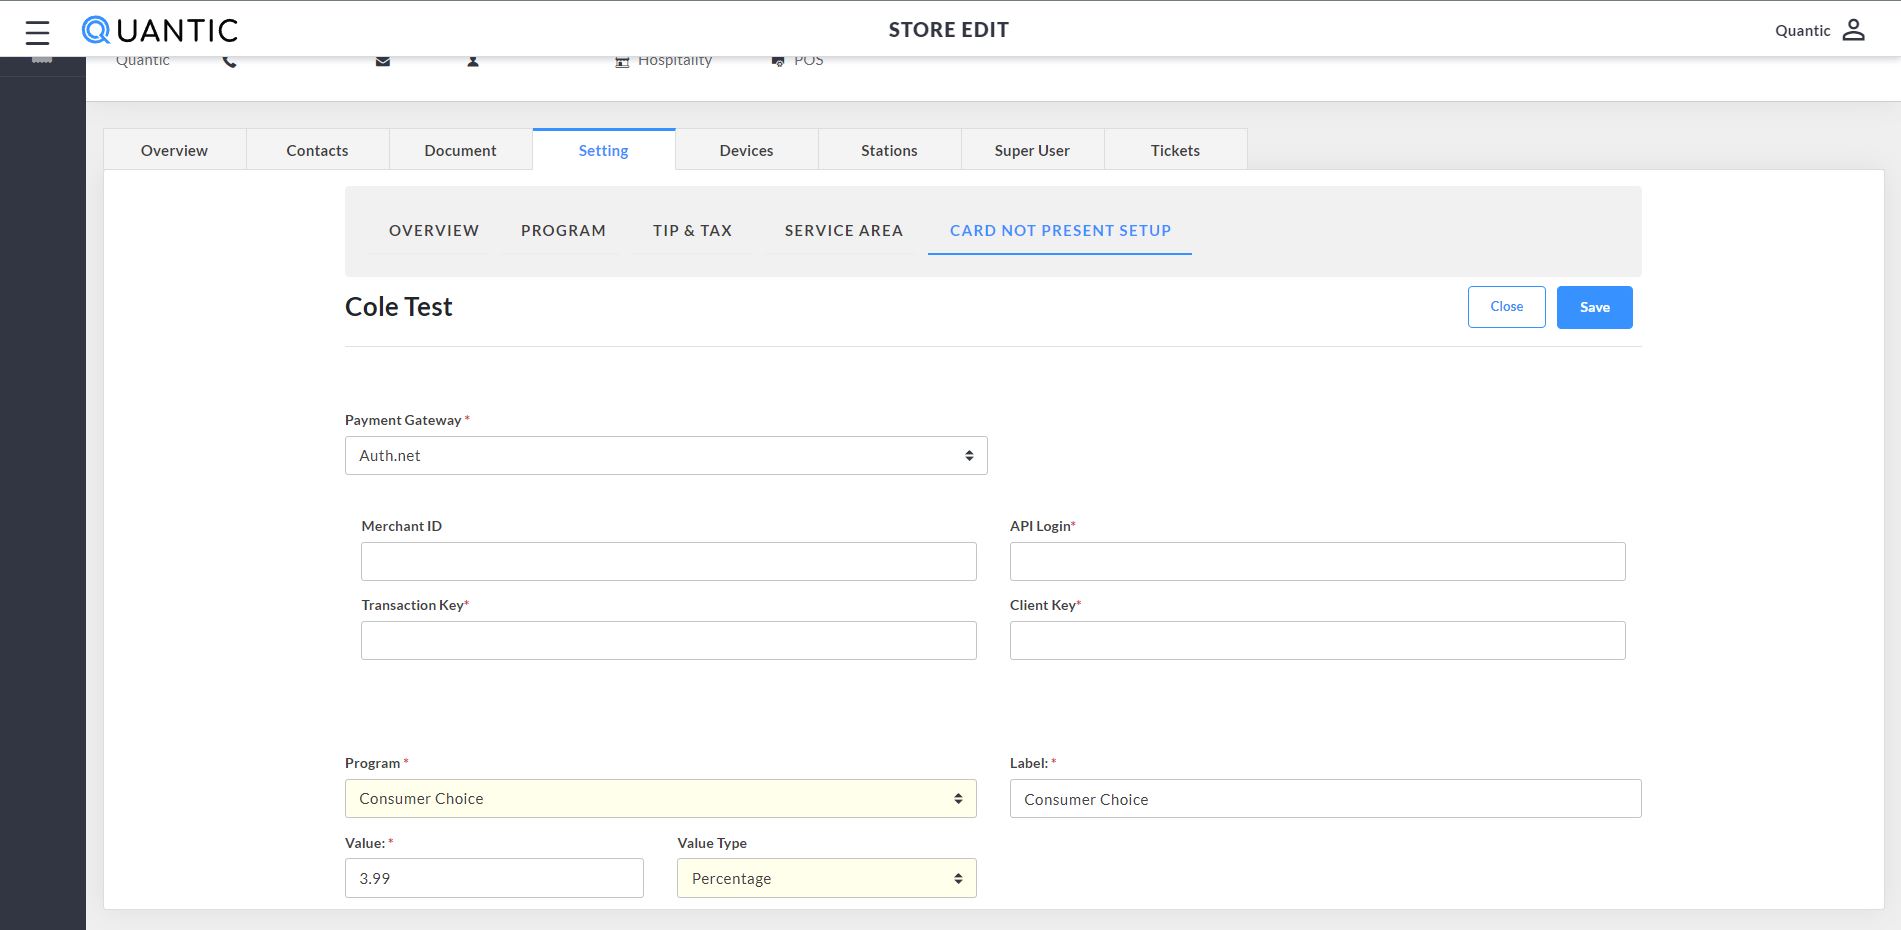 QUANTIC
STORE EDIT
Quantic
Quantic Hospitality POS
Overview Contacts Document Setting Devices Stations Super User Tickets
OVERVIEW PROGRAM TIP & TAX SERVICE AREA CARD NOT PRESENT SETUP
Cole Test
Close Save
Payment Gateway *
Auth.net
Merchant ID API Login*
Transaction Key* Client Key*
Program * Label: *
Consumer Choice Consumer Choice
Value: * Value Type
3.99 Percentage